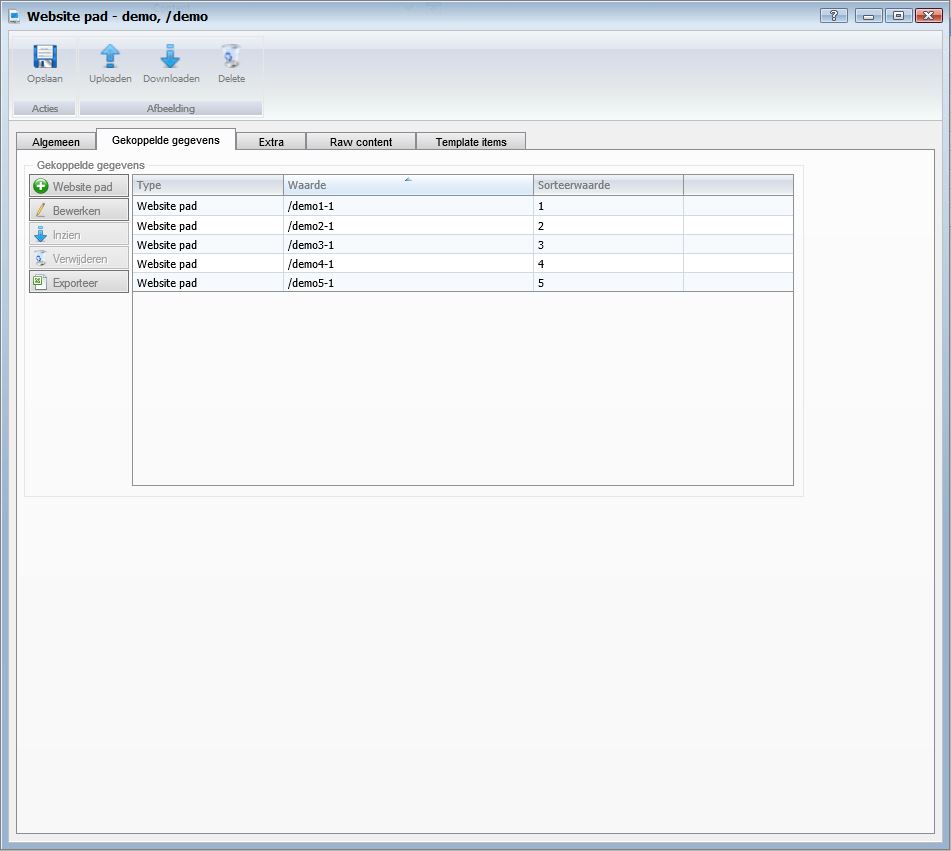 Website pad - demo, /demo
?
Opslaan Uploaden Downloaden Delete
Acties Afbeelding
Algemeen Gekoppelde gegevens Extra Raw content Template items
Gekoppelde gegevens
Website pad
Bewerken
Inzien
Verwijderen
Exporteer
Type Waarde Sorteerwaarde
Website pad /demo1-1 1
Website pad /demo2-1 2
Website pad /demo3-1 3
Website pad /demo4-1 4
Website pad /demo5-1 5